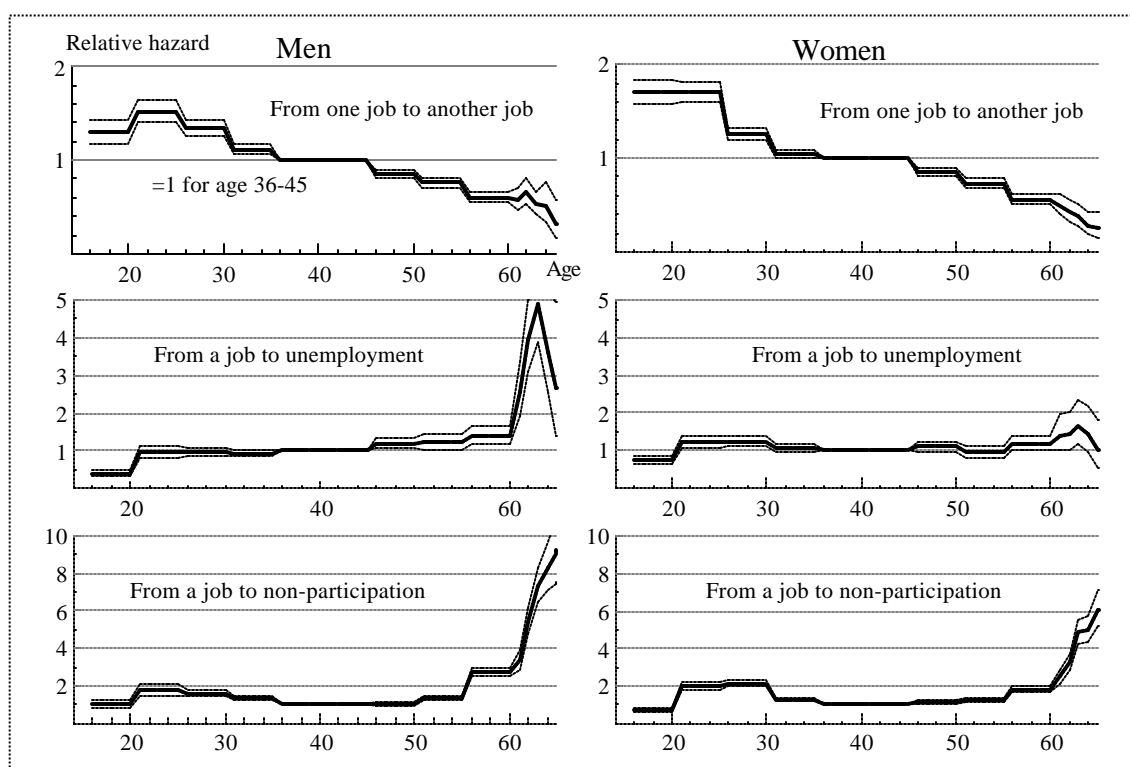 Relative hazard
Men
Women
2
From one job to another job
1
=1 for age 36-45
20 30 40 50 60 Age
2
From one job to another job
1
20 30 40 50 60
5
4
From a job to unemployment
3
2
1
20 40 60
5
4
From a job to unemployment
3
2
1
20 30 40 50 60
10
8
From a job to non-participation
6
4
2
20 30 40 50 60
10
8
From a job to non-participation
6
4
2
20 30 40 50 60